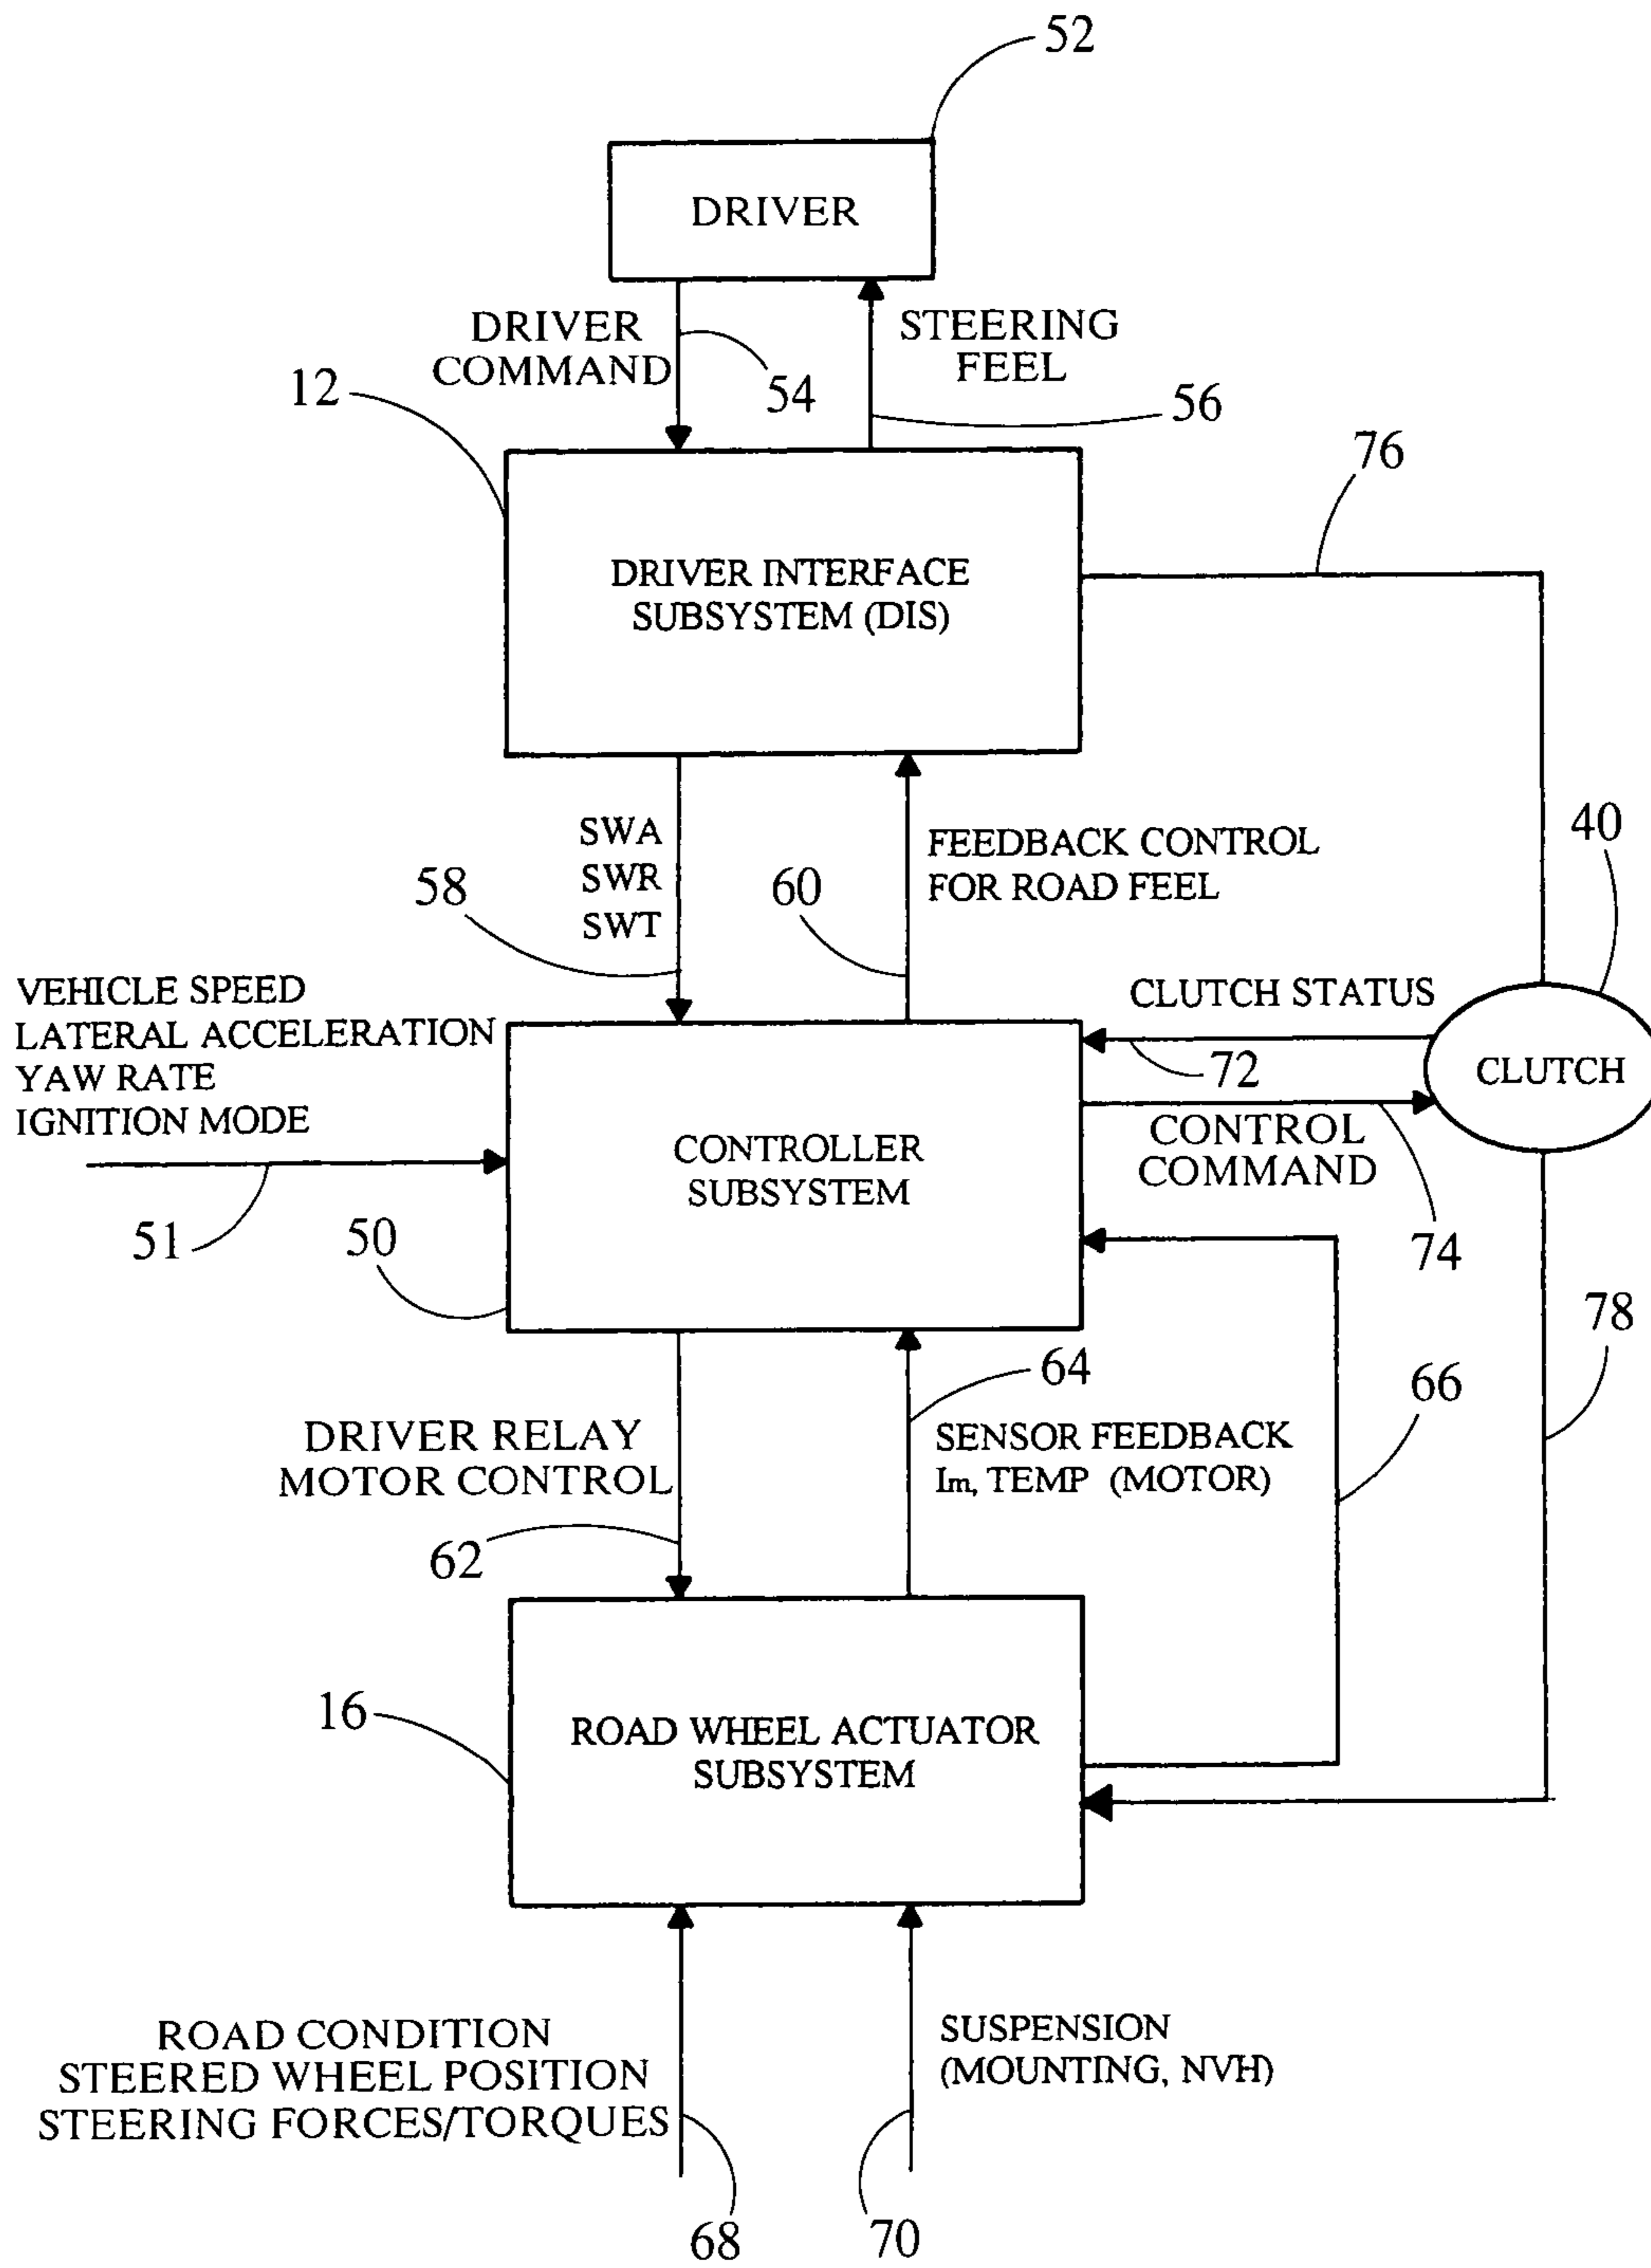 52
DRIVER
DRIVER
COMMAND
STEERING
FEEL
54
56
12
76
DRIVER INTERFACE
SUBSYSTEM (DIS)
SWA
SWR
SWT
58
60
FEEDBACK CONTROL
FOR ROAD FEEL
40
VEHICLE SPEED
LATERAL ACCELERATION
YAW RATE
IGNITION MODE
51
50
CLUTCH STATUS
72
CLUTCH
CONTROLLER
SUBSYSTEM
CONTROL
COMMAND
74
78
64
66
DRIVER RELAY
MOTOR CONTROL
62
SENSOR FEEDBACK
Im, TEMP (MOTOR)
16
ROAD WHEEL ACTUATOR
SUBSYSTEM
ROAD CONDITION
STEERED WHEEL POSITION
STEERING FORCES/TORQUES
SUSPENSION
(MOUNTING, NVH)
68
70